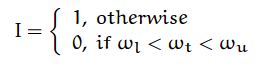 I = { 1, otherwise
0, if ω_l < ω_t < ω_u